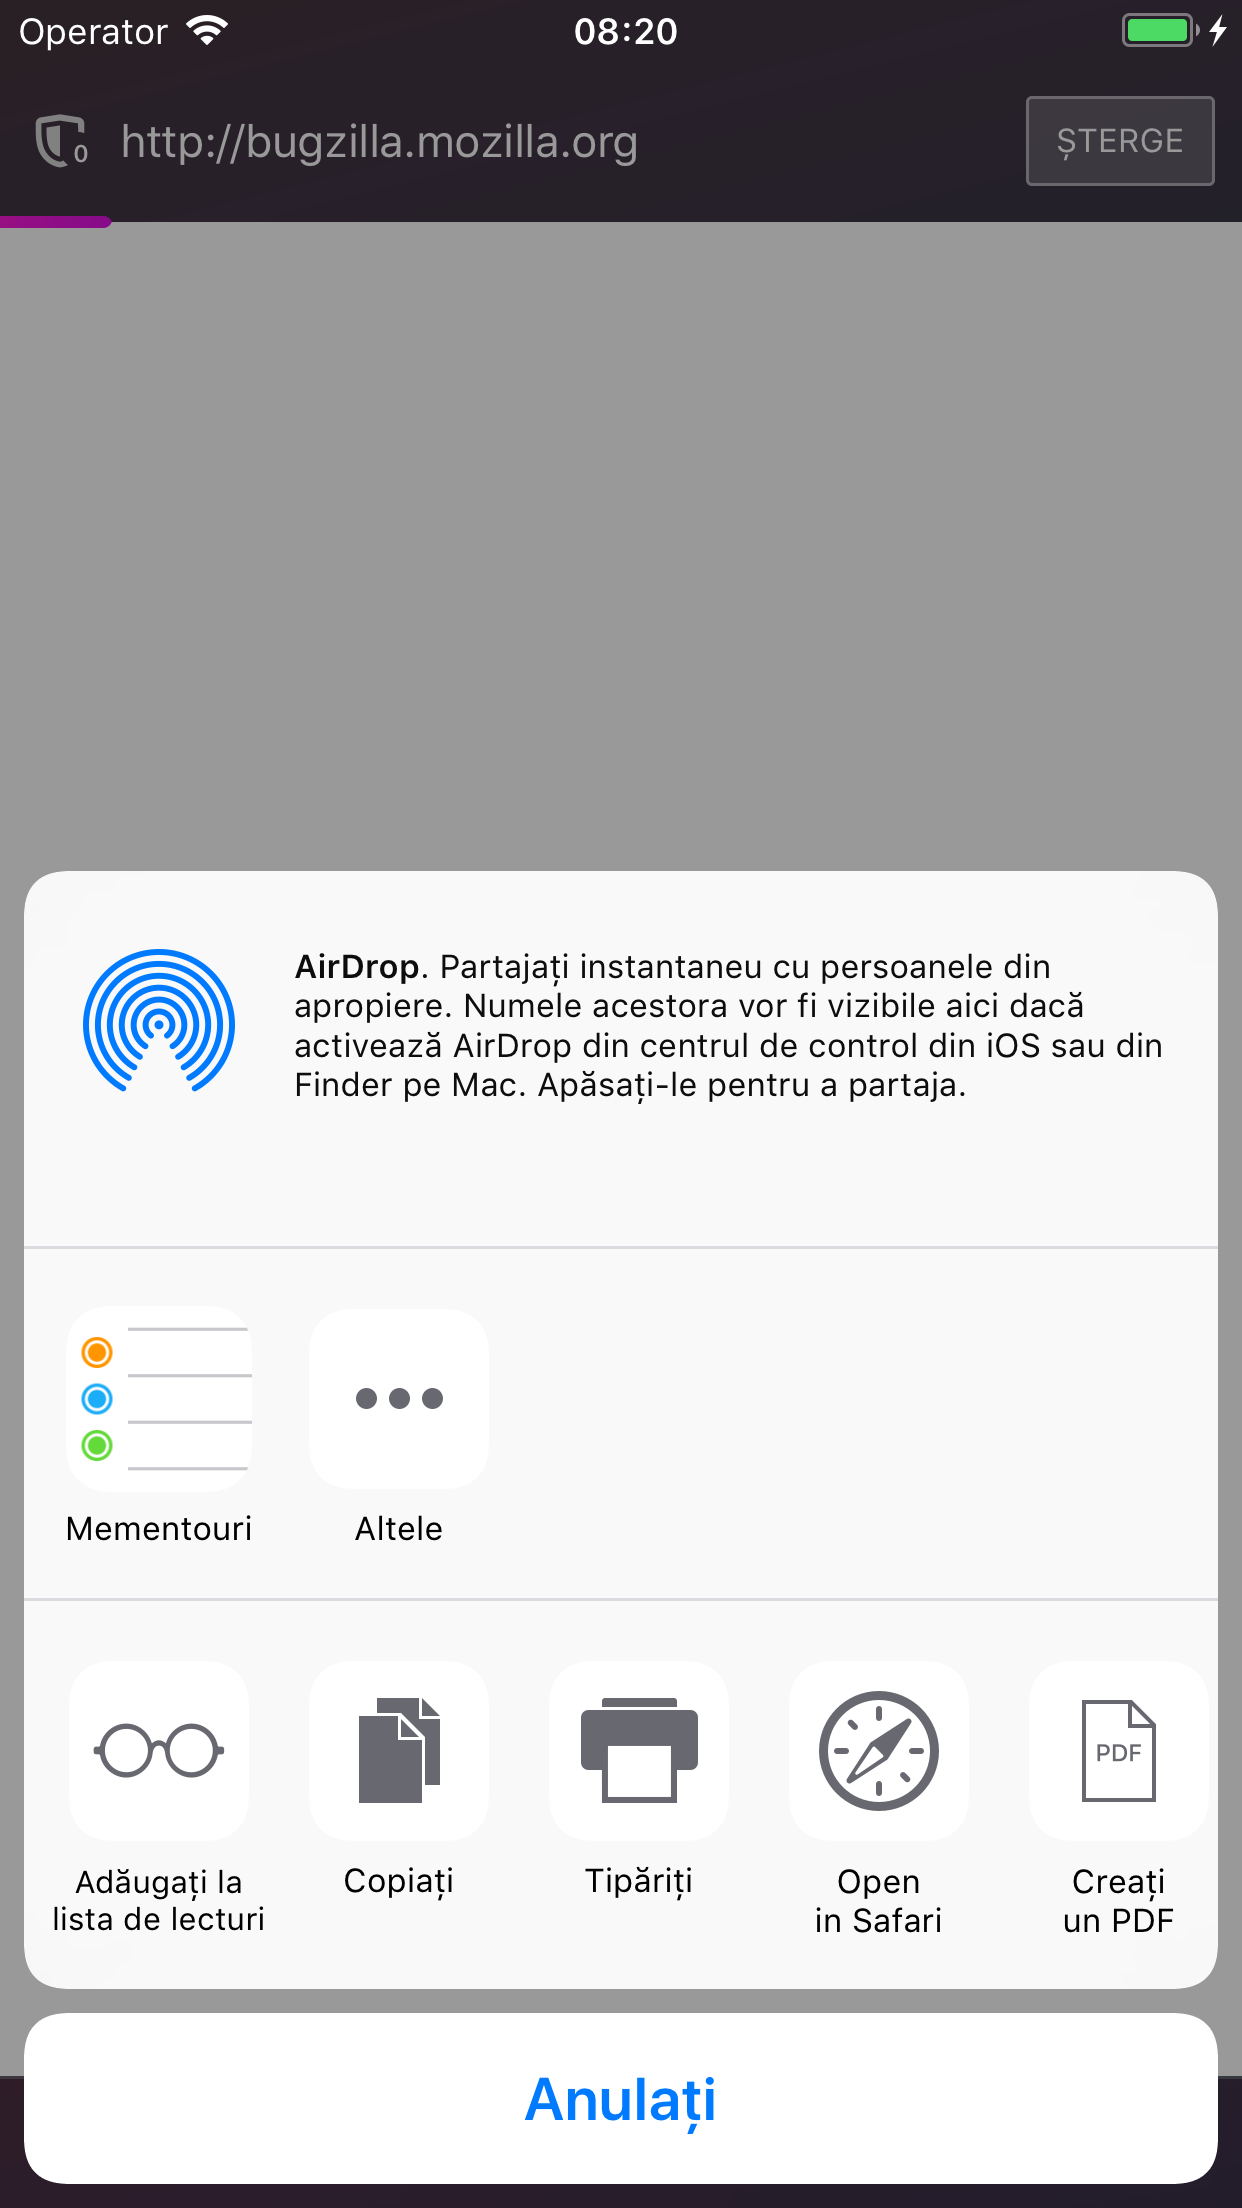 Operator
08:20
0
http://bugzilla.mozilla.org
ȘTERGE
AirDrop. Partajați instantaneu cu persoanele din
apropiere. Numele acestora vor fi vizibile aici dacă
activează AirDrop din centrul de control din iOS sau din
Finder pe Mac. Apăsați-le pentru a partaja.
Mementouri
Altele
PDF
Adăugați la
lista de lecturi
Copiați
Tipăriți
Open
in Safari
Creați
un PDF
Anulați